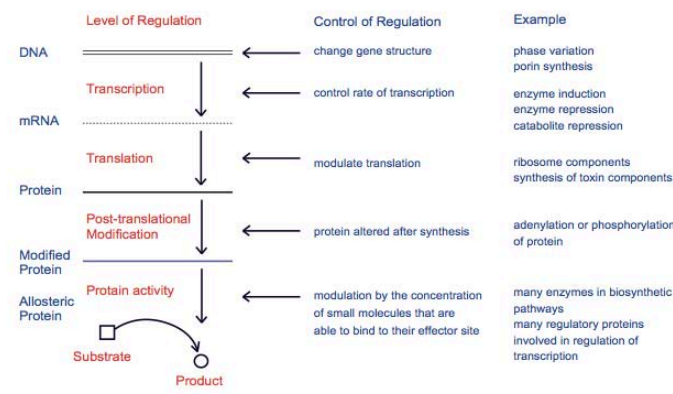 Level of Regulation
Control of Regulation
Example
DNA
change gene structure
phase variation
porin synthesis
Transcription
control rate of transcription
enzyme induction
enzyme repression
catabolite repression
mRNA
Translation
modulate translation
ribosome components
synthesis of toxin components
Protein
Post-translational
Modification
protein altered after synthesis
adenylation or phosphorylation
of protein
Modified
Protein
Protain activity
Allosteric
Protein
modulation by the concentration
of small molecules that are
able to bind to their effector site
many enzymes in biosynthetic
pathways
many regulatory proteins
involved in regulation of
transcription
Substrate
Product